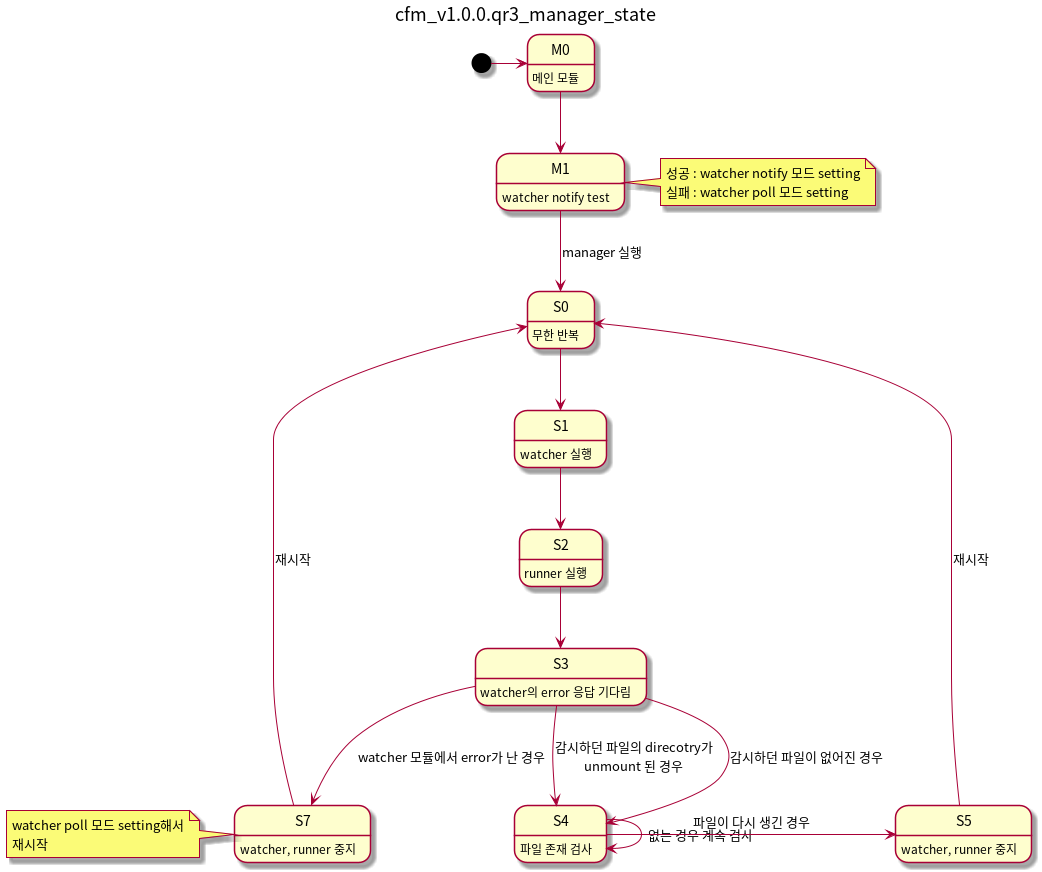 cfm_v1.0.0.qr3_manager_state
M0
메인 모듈
M1
watcher notify test
성공 : watcher notify 모드 setting
실패 : watcher poll 모드 setting
manager 실행
S0
무한 반복
S1
watcher 실행
재시작
재시작
S2
runner 실행
S3
watcher의 error 응답 기다림
watcher 모듈에서 error가 난 경우
감시하던 파일의 direcotry가
unmount 된 경우
감시하던 파일이 없어진 경우
watcher poll 모드 setting해서
재시작
S7
watcher, runner 중지
S4
파일 존재 검사
파일이 다시 생긴 경우
없는 경우 계속 검사
S5
watcher, runner 중지